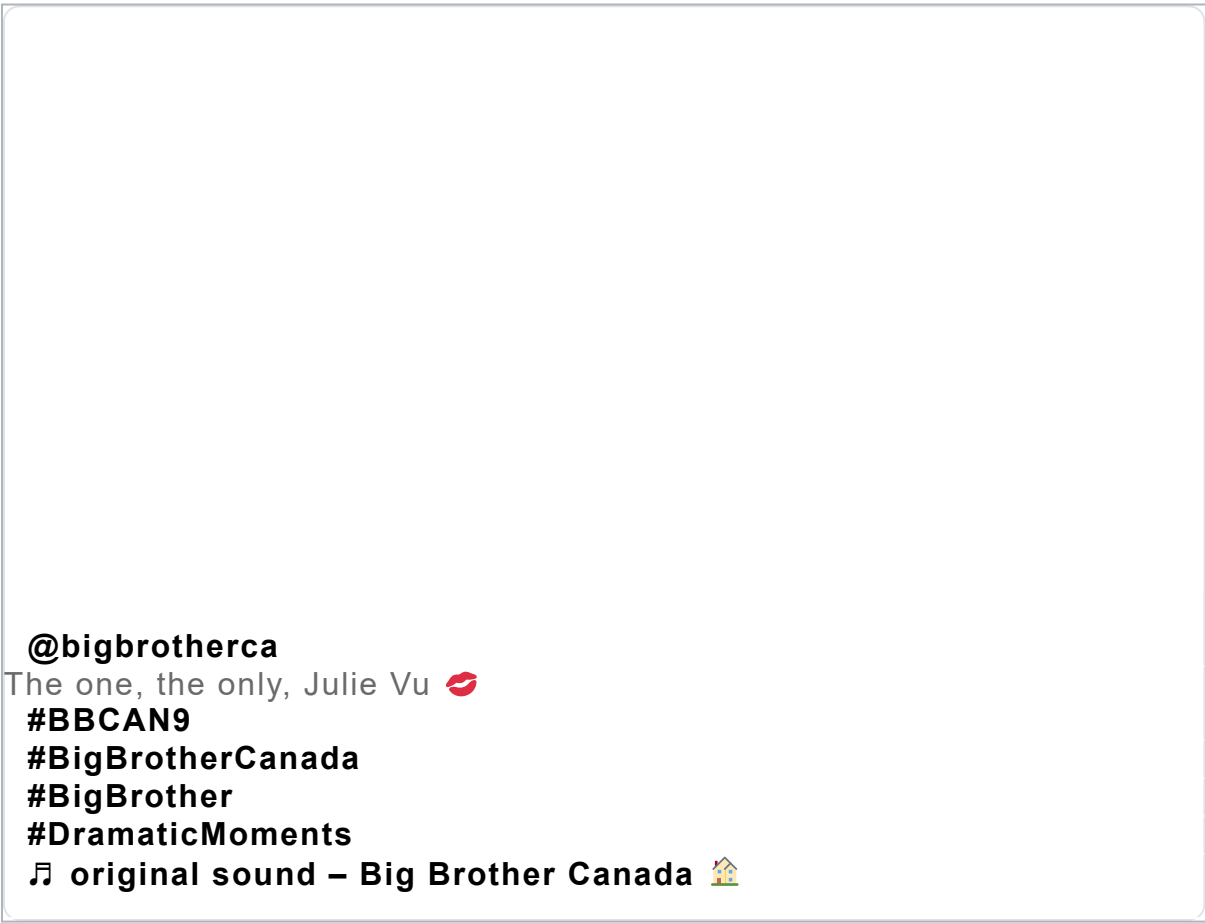 @bigbrotherca
The one, the only, Julie Vu 💋
#BBCAN9
#BigBrotherCanada
#BigBrother
#DramaticMoments
♬ original sound – Big Brother Canada 🏠